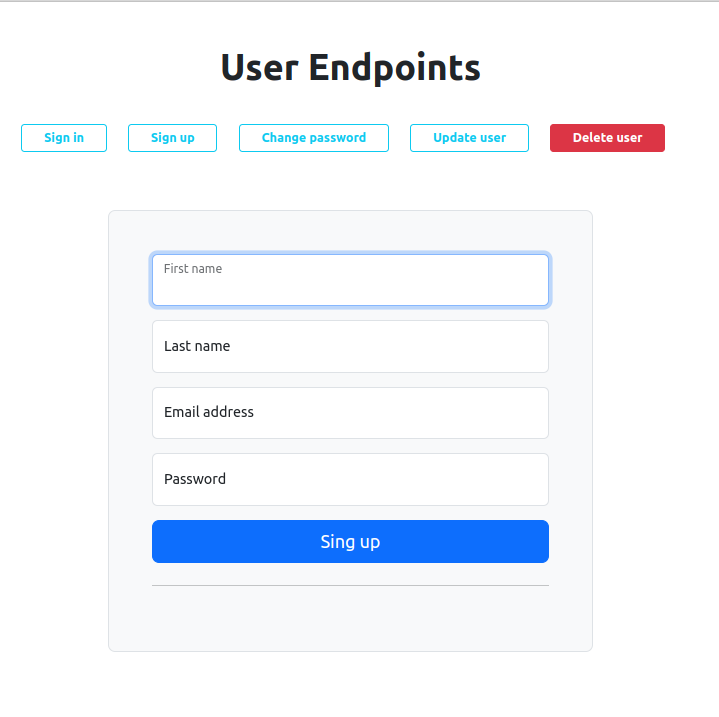 User Endpoints
Sign in Sign up Change password Update user Delete user
First name
Last name
Email address
Password
Sing up